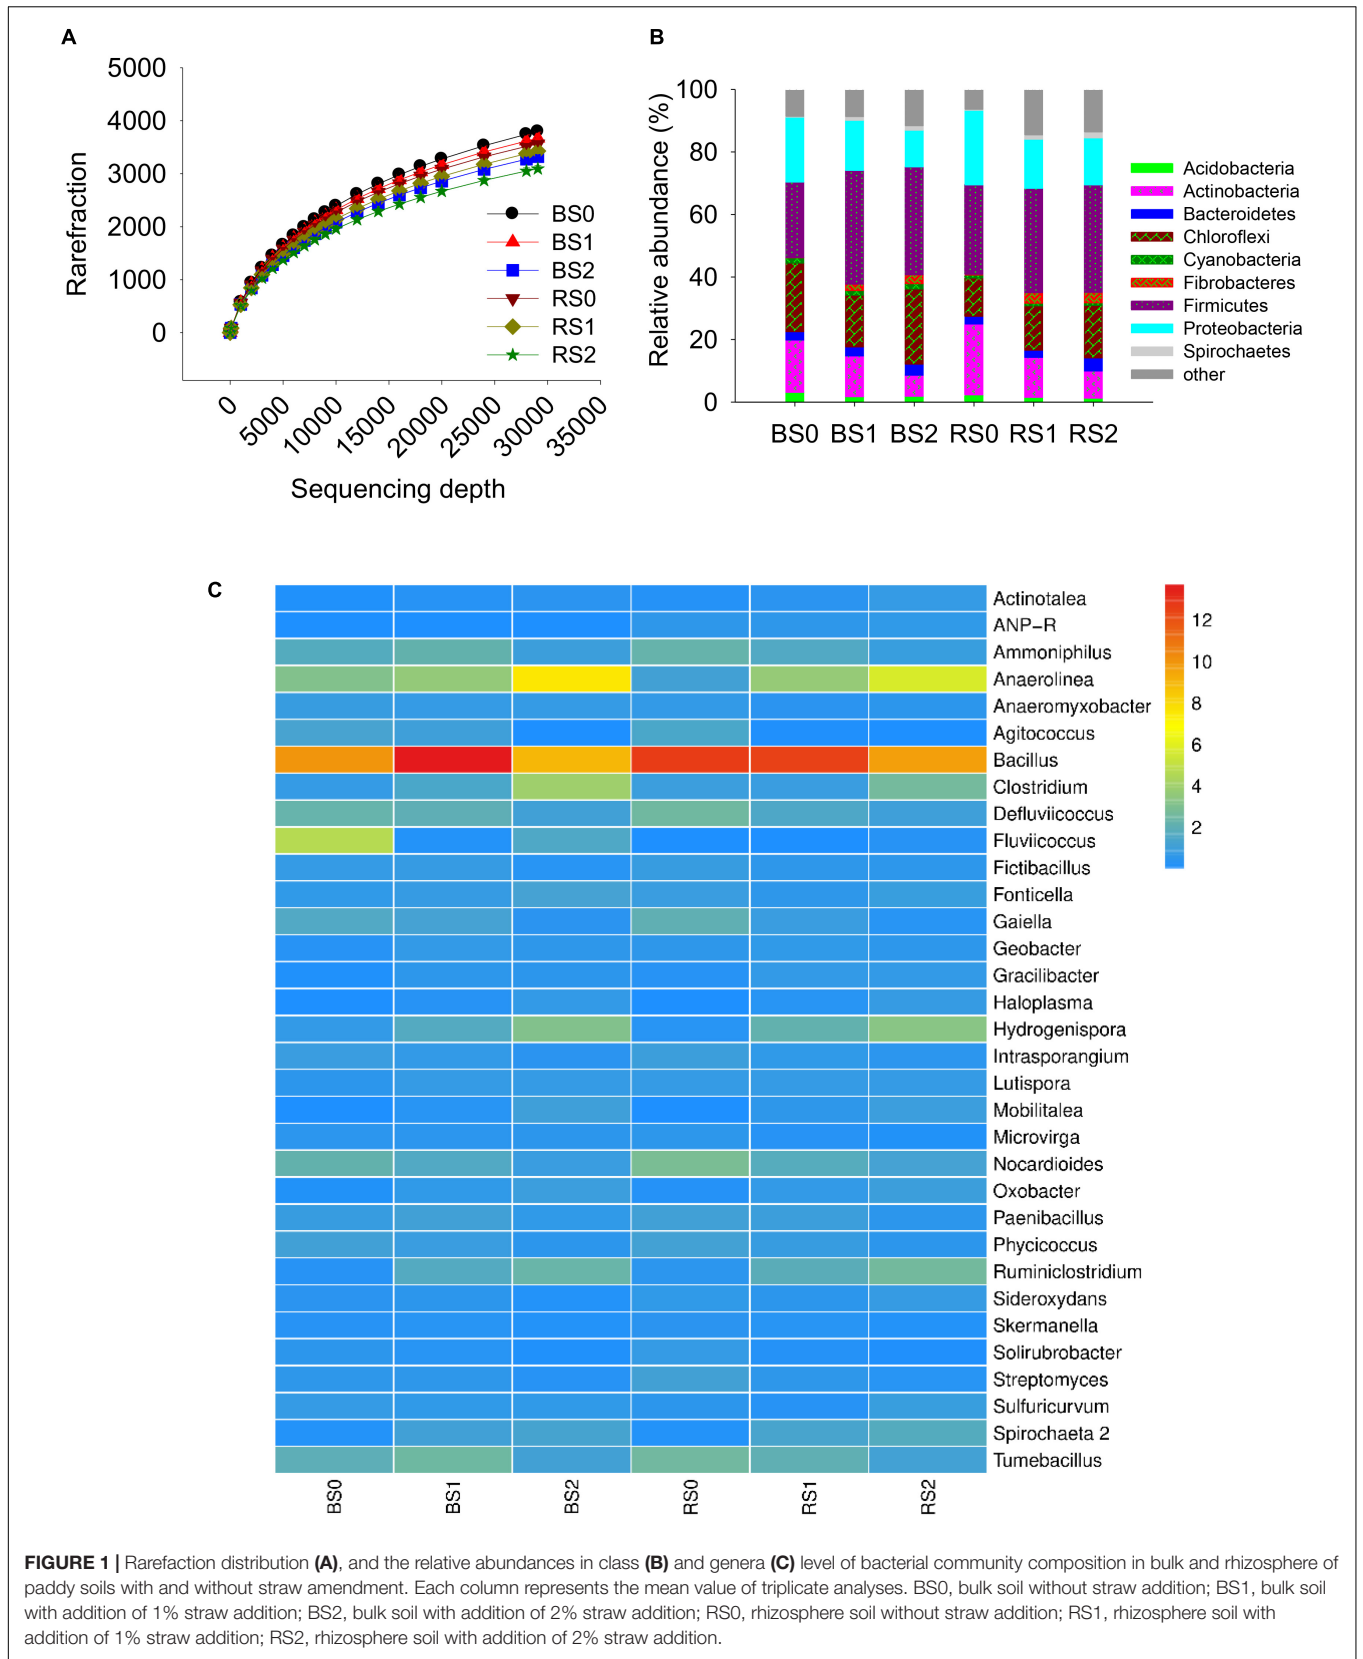 A
Rarefraction
5000
4000
3000
2000
1000
0
BS0
BS1
BS2
RS0
RS1
RS2
0
5000
10000
15000
20000
25000
30000
35000
Sequencing depth
B
Relative abundance (%)
100
80
60
40
20
0
BS0 BS1 BS2 RS0 RS1 RS2
Acidobacteria
Actinobacteria
Bacteroidetes
Chloroflexi
Cyanobacteria
Fibrobacteres
Firmicutes
Proteobacteria
Spirochaetes
other
C
Actinotalea
ANP-R
Ammoniphilus
Anaerolinea
Anaeromyxobacter
Agitococcus
Bacillus
Clostridium
Defluviicoccus
Fluviicoccus
Fictibacillus
Fonticella
Gaiella
Geobacter
Gracilibacter
Haloplasma
Hydrogenispora
Intrasporangium
Lutispora
Mobilitalea
Microvirga
Nocardioides
Oxobacter
Paenibacillus
Phycicoccus
Ruminiclostridium
Sideroxydans
Skermanella
Solirubrobacter
Streptomyces
Sulfuricurvum
Spirochaeta 2
Tumebacillus
BS0
BS1
BS2
RS0
RS1
RS2
12
10
8
6
4
2
FIGURE 1 | Rarefaction distribution (A), and the relative abundances in class (B) and genera (C) level of bacterial community composition in bulk and rhizosphere of
paddy soils with and without straw amendment. Each column represents the mean value of triplicate analyses. BS0, bulk soil without straw addition; BS1, bulk soil
with addition of 1% straw addition; BS2, bulk soil with addition of 2% straw addition; RS0, rhizosphere soil without straw addition; RS1, rhizosphere soil with
addition of 1% straw addition; RS2, rhizosphere soil with addition of 2% straw addition.